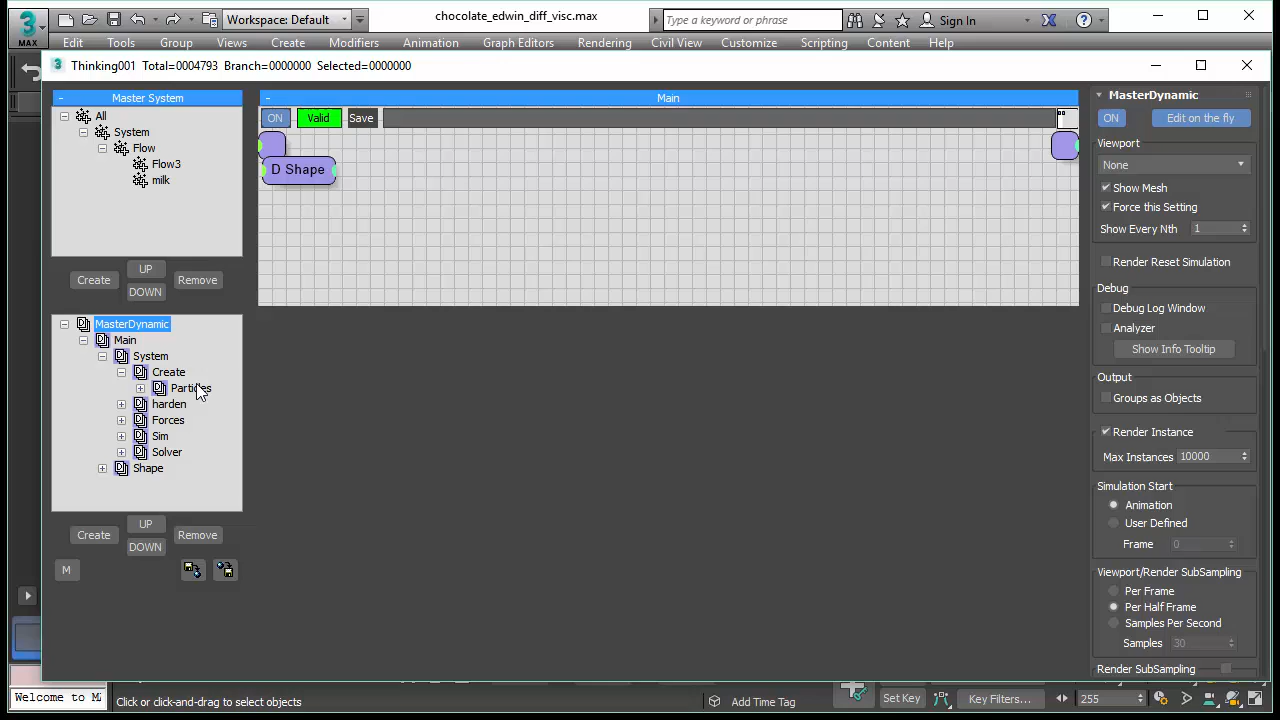 Workspace: Default
chocolate_edwin_diff_visc.max
Type a keyword or phrase
Sign In
MAX
Edit Tools Group Views Create Modifiers Animation Graph Editors Rendering Civil View Customize Scripting Content Help
Thinking001 Total=0004793 Branch=0000000 Selected=0000000
Master System
All
System
Flow
Flow3
milk
Create
UP
DOWN
Remove
MasterDynamic
Main
System
Create
Particles
harden
Forces
Sim
Solver
Shape
Create
UP
DOWN
Remove
M
Main
ON Valid Save
D Shape
MasterDynamic
ON Edit on the fly
Viewport
None
Show Mesh
Force this Setting
Show Every Nth 1
Render Reset Simulation
Debug
Debug Log Window
Analyzer
Show Info Tooltip
Output
Groups as Objects
Render Instance
Max Instances 10000
Simulation Start
Animation
User Defined
Frame 0
Viewport/Render SubSampling
Per Frame
Per Half Frame
Samples Per Second
Samples 30
Render SubSampling
Welcome to M
Click or click-and-drag to select objects
Add Time Tag
Set Key
Key Filters...
255